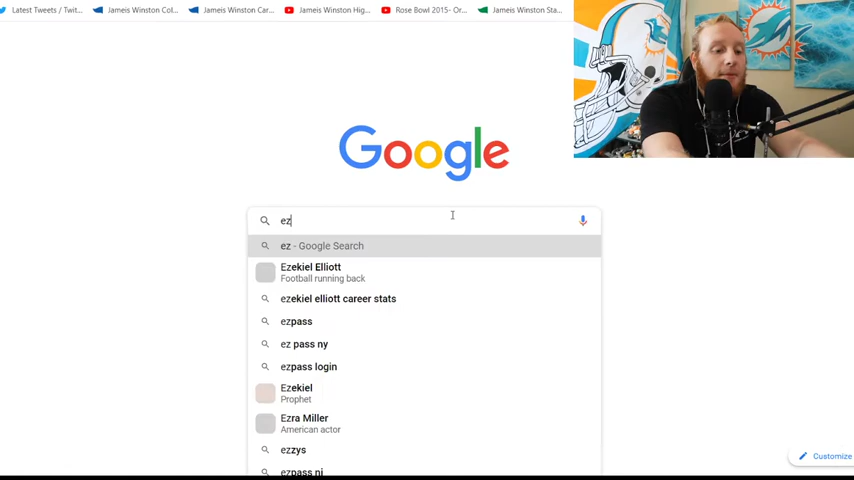 Latest Tweets / Twit...
Jameis Winston Col...
Jameis Winston Car...
Jameis Winston Hig...
Rose Bowl 2015- Or...
Jameis Winston Sta...
Google
ez
ez - Google Search
Ezekiel Elliott
Football running back
ezekiel elliott career stats
ezpass
ez pass ny
ezpass login
Ezekiel
Prophet
Ezra Miller
American actor
ezzys
ezpass nj
Customize